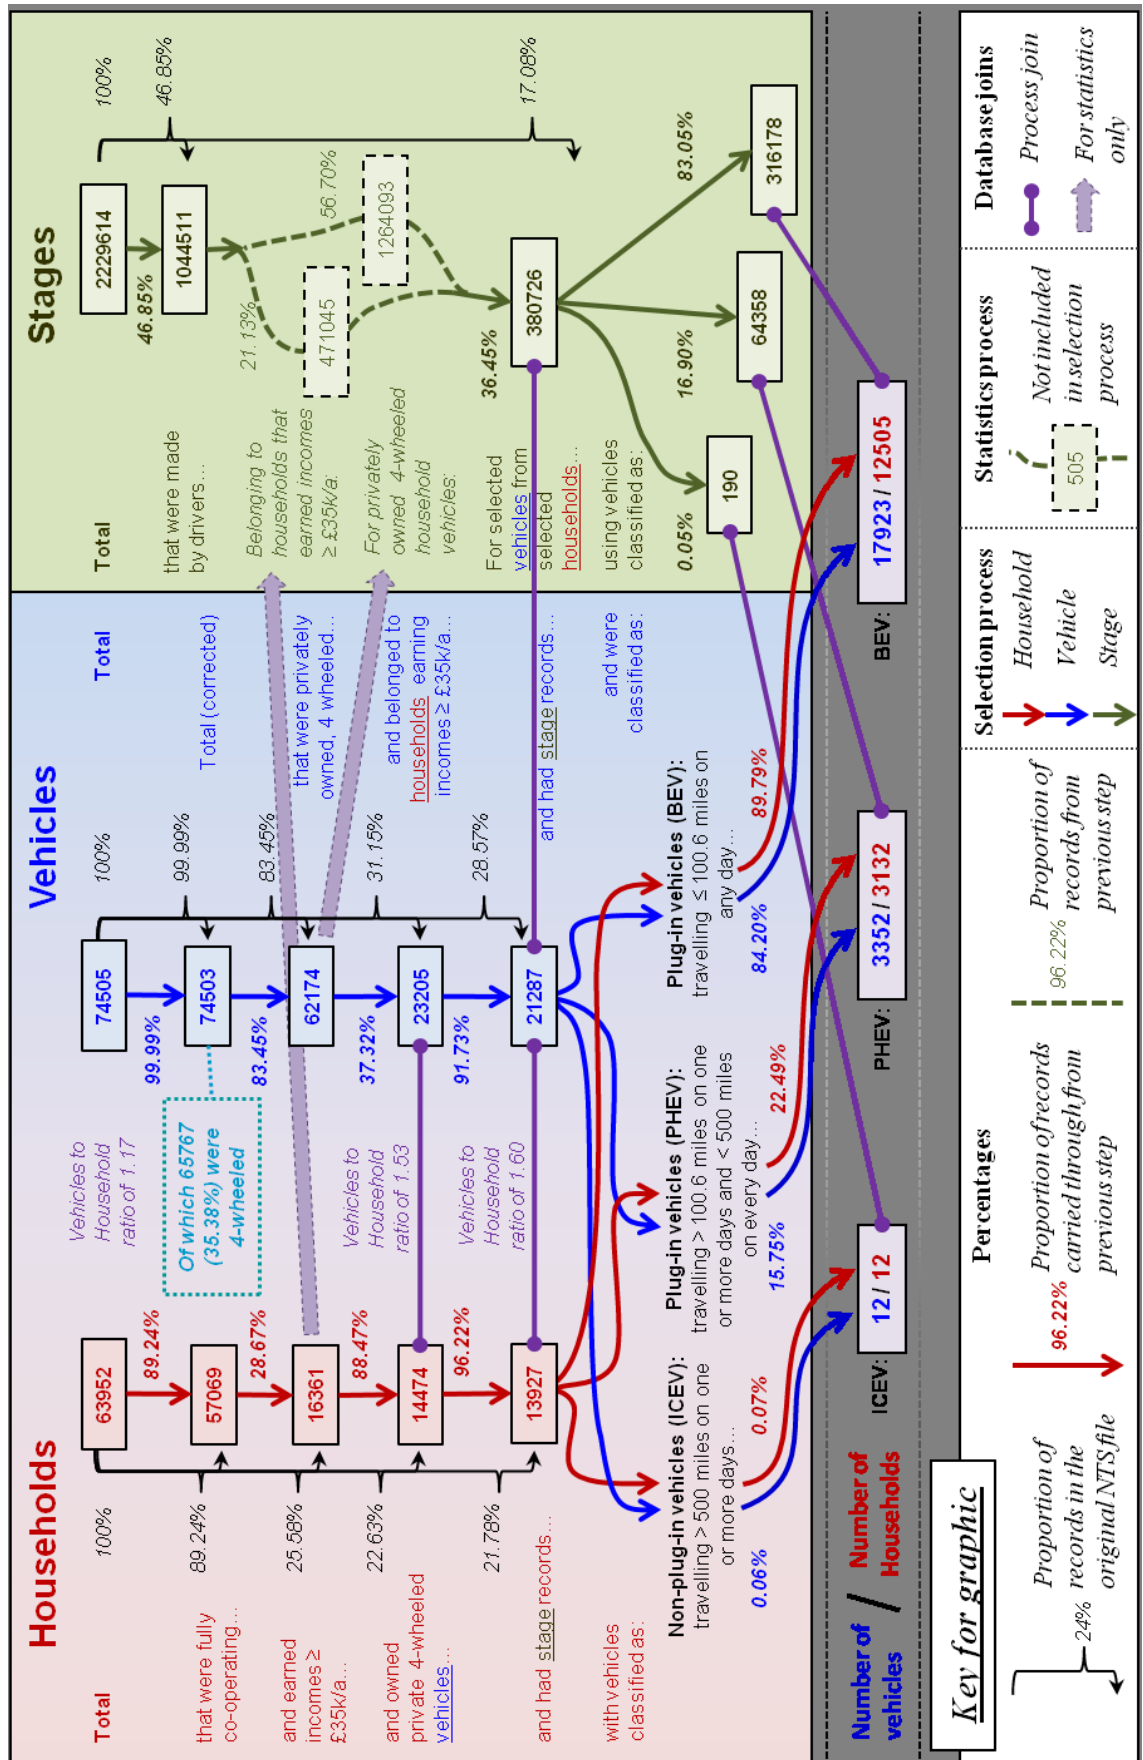 Households
Total
100%
63952
89.24%
that were fully
co-operating...
89.24%
57069
28.67%
and earned
incomes ≥
£35k/a...
25.58%
16361
88.47%
and owned
private 4-wheeled
vehicles...
22.63%
14474
96.22%
and had stage records...
21.78%
13927
with vehicles
classified as:
Vehicles to
Household
ratio of 1.17
Of which 65767
(35.38%) were
4-wheeled
Vehicles to
Household
ratio of 1.53
Vehicles to
Household
ratio of 1.60
Vehicles
74505
100%
Total
99.99%
74503
99.99%
Total (corrected)
83.45%
62174
83.45%
that were privately
owned, 4 wheeled...
37.32%
23205
31.15%
and belonged to
households earning
incomes ≥ £35k/a...
91.73%
21287
28.57%
and had stage records...
and were
classified as:
Stages
Total
2229614
100%
46.85%
that were made
by drivers...
1044511
46.85%
Belonging to
households that
earned incomes
≥ £35k/a.
21.13%
471045
56.70%
1264093
For privately
owned 4-wheeled
household
vehicles:
For selected
vehicles from
selected
households...
36.45%
380726
17.08%
using vehicles
classified as:
0.05%
190
16.90%
64358
83.05%
316178
Non-plug-in vehicles (ICEV):
travelling > 500 miles on one
or more days...
0.06%
0.07%
Plug-in vehicles (PHEV):
travelling > 100.6 miles on one
or more days and < 500 miles
on every day...
15.75%
22.49%
Plug-in vehicles (BEV):
travelling ≤ 100.6 miles on
any day...
84.20%
89.79%
Number of
vehicles
/
Number of
Households
ICEV:
12 / 12
PHEV:
3352 / 3132
BEV:
17923 / 12505
Key for graphic
24%
Proportion of
records in the
original NTS file
Percentages
96.22%
Proportion of records
carried through from
previous step
96.22%
Proportion of
records from
previous step
Selection process
Household
Vehicle
Stage
Statistics process
505
Not included
in selection
process
Database joins
Process join
For statistics
only